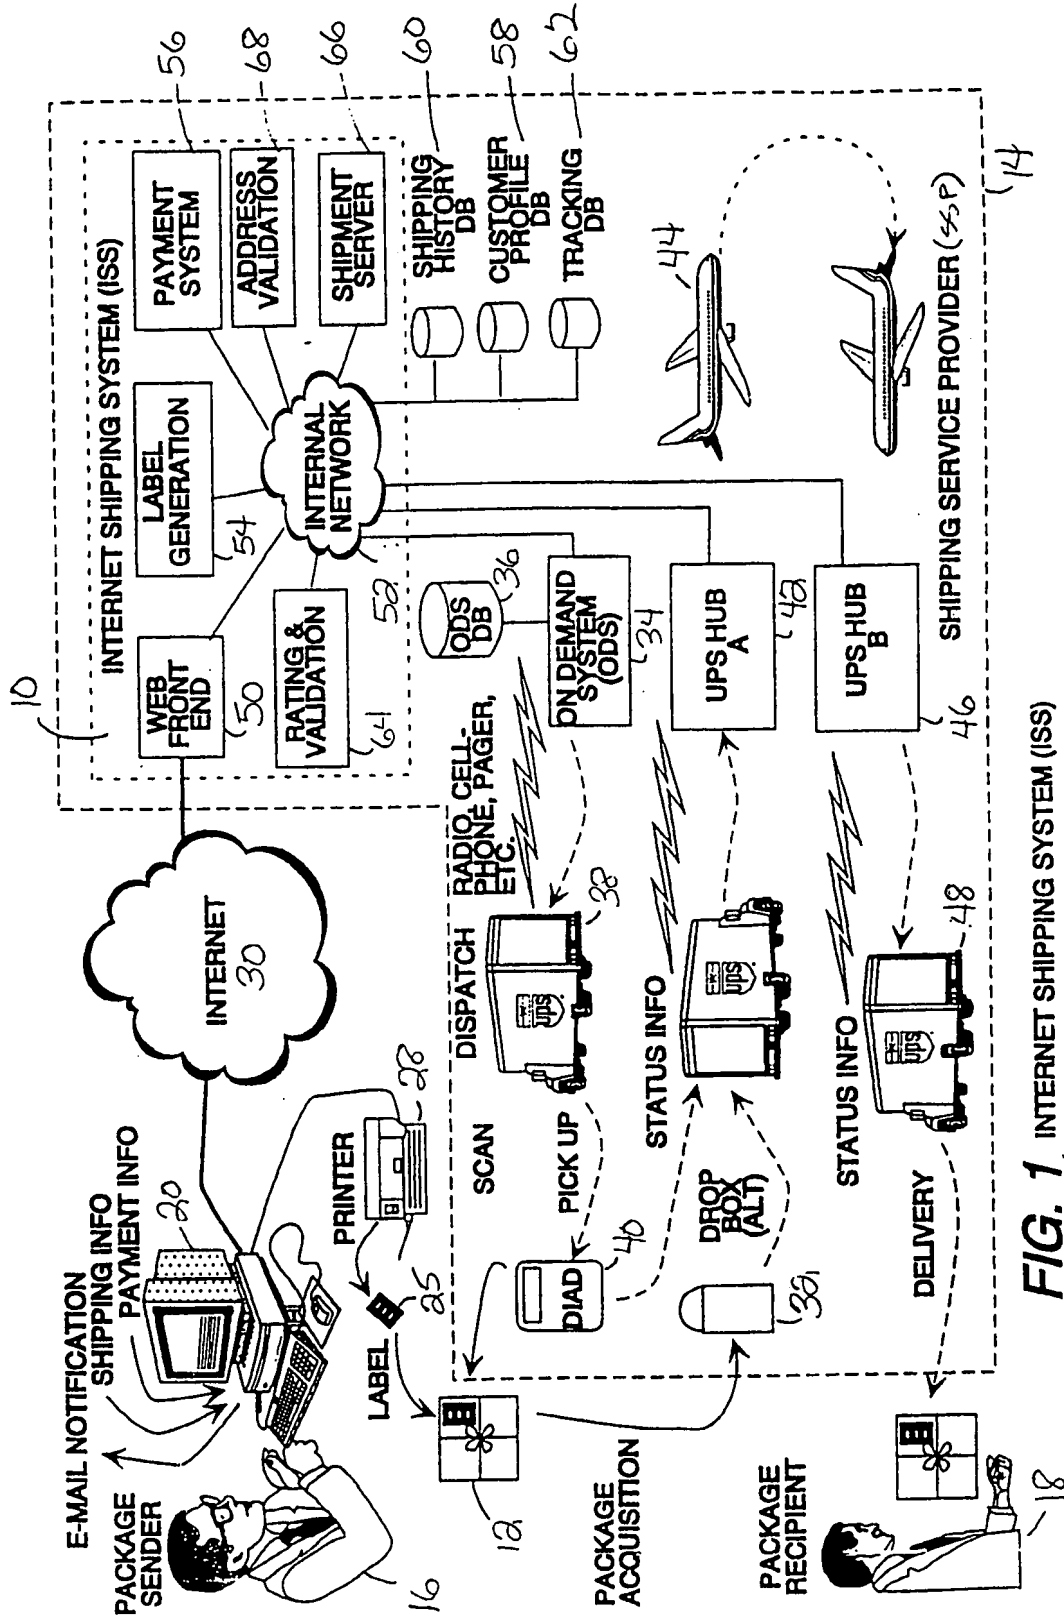 E-MAIL NOTIFICATION
SHIPPING INFO
PAYMENT INFO
PACKAGE
SENDER
16
20
INTERNET
30
10
INTERNET SHIPPING SYSTEM (ISS)
WEB
FRONT
END
50
LABEL
GENERATION
54
PAYMENT
SYSTEM
56
ADDRESS
VALIDATION
68
SHIPMENT
SERVER
66
RATING &
VALIDATION
64
INTERNAL
NETWORK
52
SHIPPING
HISTORY
DB
60
CUSTOMER
PROFILE
DB
58
TRACKING
DB
62
PRINTER
28
LABEL
25
12
SCAN
DISPATCH
RADIO, CELL-
PHONE, PAGER,
ETC.
ups
38
ODS
DB
36
ON DEMAND
SYSTEM
(ODS)
34
PICK UP
DIAD
40
PACKAGE
ACQUISITION
DROP
BOX
(ALT)
32
STATUS INFO
ups
UPS HUB
A
42
44
STATUS INFO
ups
48
UPS HUB
B
46
DELIVERY
PACKAGE
RECIPIENT
18
SHIPPING SERVICE PROVIDER (SSP)
14
FIG. 1 INTERNET SHIPPING SYSTEM (ISS)